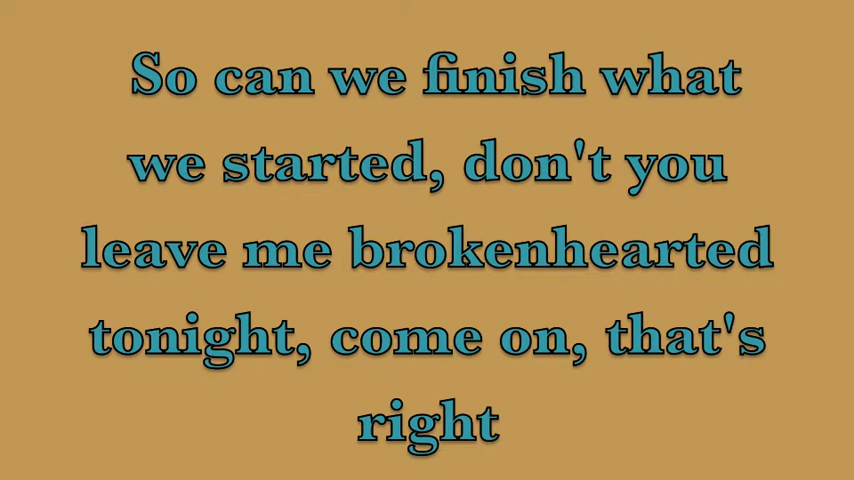 So can we finish what
we started, don't you
leave me brokenhearted
tonight, come on, that's
right